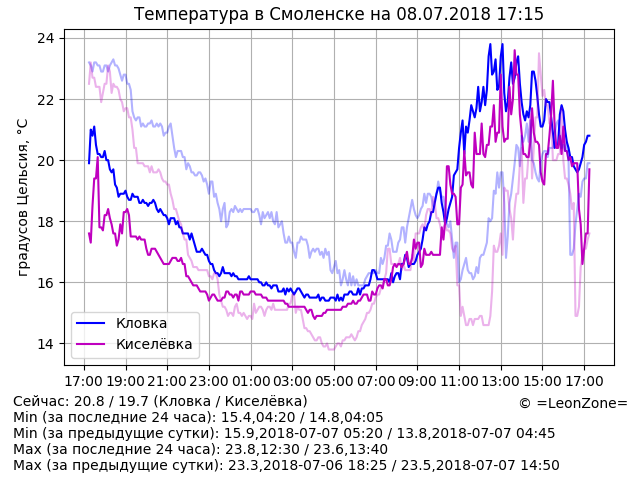 Температура в Смоленске на 08.07.2018 17:15
градусов Цельсия, °C
24
22
20
18
16
14
Кловка
Киселёвка
17:00 19:00 21:00 23:00 01:00 03:00 05:00 07:00 09:00 11:00 13:00 15:00 17:00
Сейчас: 20.8 / 19.7 (Кловка / Киселёвка)
© =LeonZone=
Min (за последние 24 часа): 15.4,04:20 / 14.8,04:05
Min (за предыдущие сутки): 15.9,2018-07-07 05:20 / 13.8,2018-07-07 04:45
Max (за последние 24 часа): 23.8,12:30 / 23.6,13:40
Max (за предыдущие сутки): 23.3,2018-07-06 18:25 / 23.5,2018-07-07 14:50